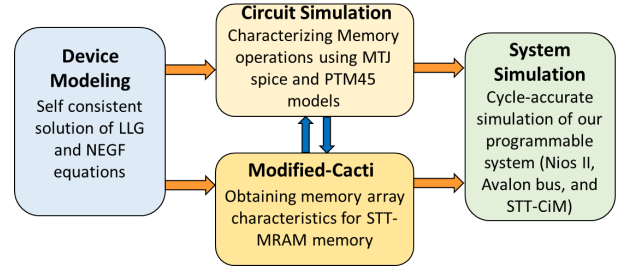 Device
Modeling
Self consistent
solution of LLG
and NEGF
equations
Circuit Simulation
Characterizing Memory
operations using MTJ
spice and PTM45
models
Modified-Cacti
Obtaining memory array
characteristics for STT-
MRAM memory
System
Simulation
Cycle-accurate
simulation of our
programmable
system (Nios II,
Avalon bus, and
STT-CiM)